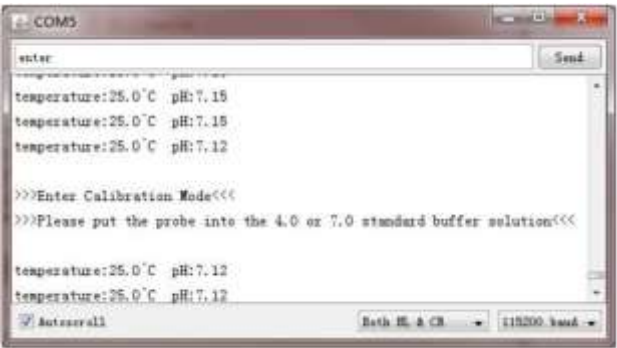 COM5
enter
Send
temperature:25.0^C pH:7.15
temperature:25.0^C pH:7.15
temperature:25.0^C pH:7.12
>>>Enter Calibration Mode<<<
>>>Please put the probe into the 4.0 or 7.0 standard buffer solution<<<
temperature:25.0^C pH:7.12
temperature:25.0^C pH:7.12
Autoscroll
Both NL & CR
115200 baud